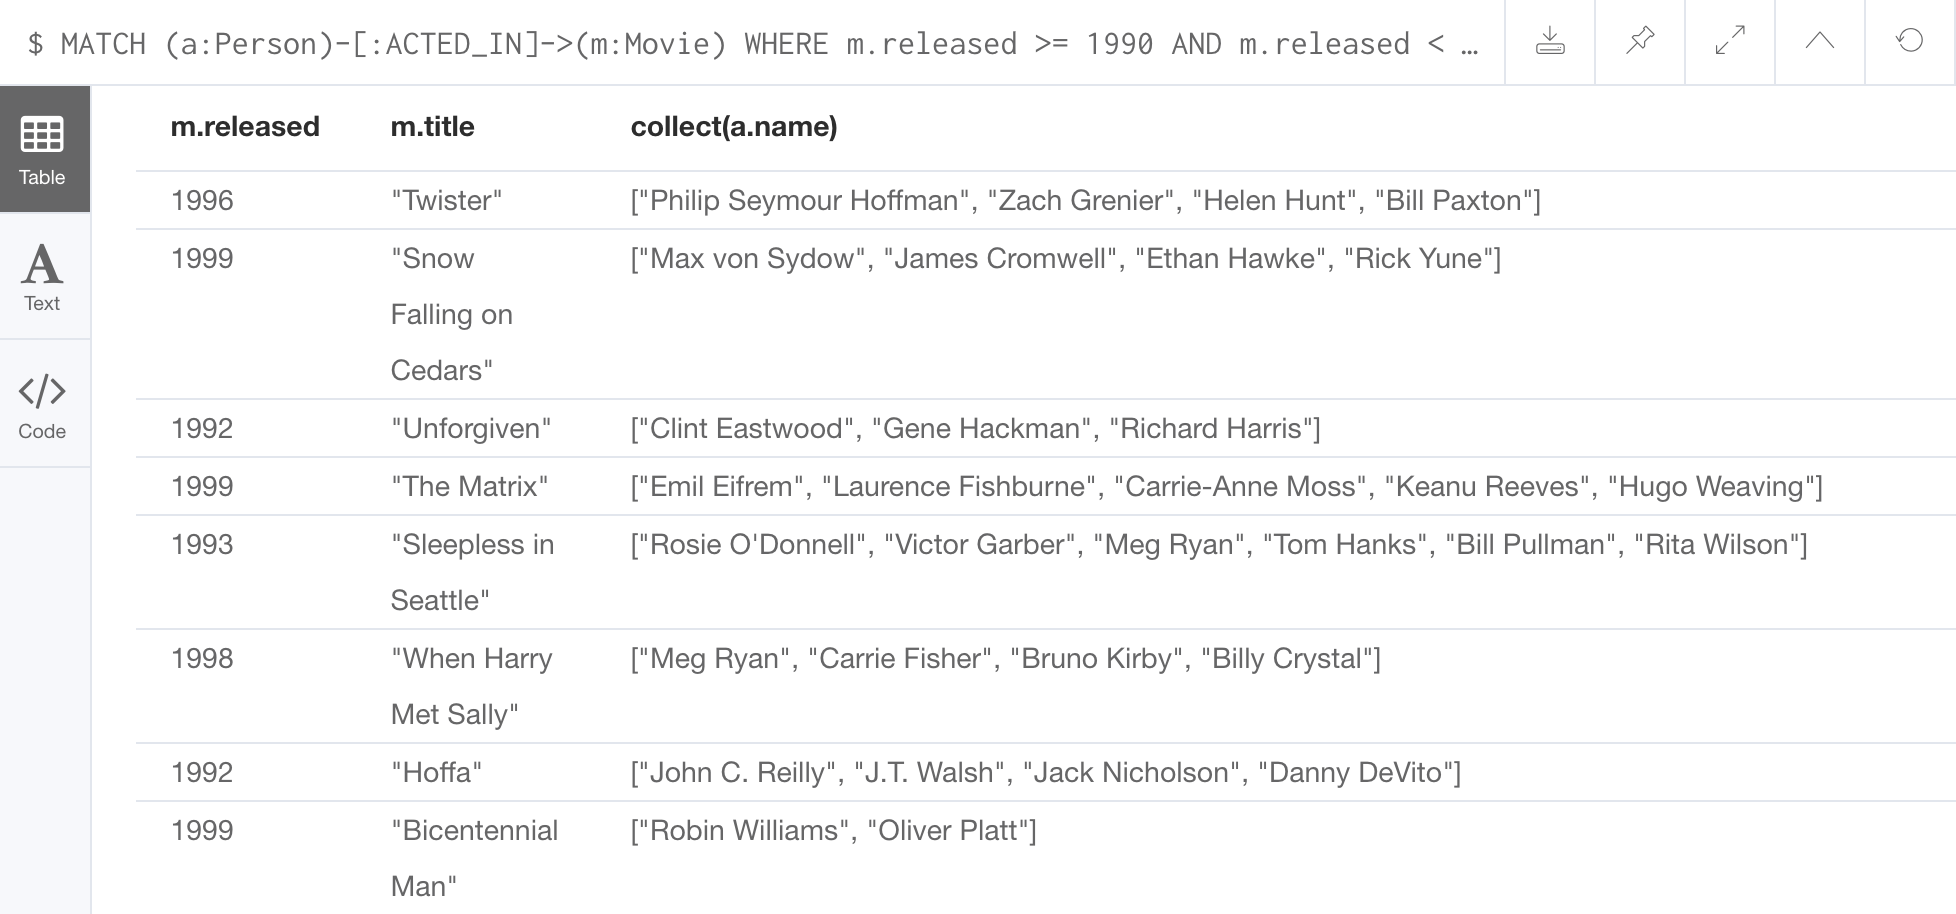 $ MATCH (a:Person)-[:ACTED_IN]->(m:Movie) WHERE m.released >= 1990 AND m.released < …
Table
Text
Code
m.released m.title collect(a.name)
1996 "Twister" ["Philip Seymour Hoffman", "Zach Grenier", "Helen Hunt", "Bill Paxton"]
1999 "Snow ["Max von Sydow", "James Cromwell", "Ethan Hawke", "Rick Yune"]
Falling on
Cedars"
1992 "Unforgiven" ["Clint Eastwood", "Gene Hackman", "Richard Harris"]
1999 "The Matrix" ["Emil Eifrem", "Laurence Fishburne", "Carrie-Anne Moss", "Keanu Reeves", "Hugo Weaving"]
1993 "Sleepless in ["Rosie O'Donnell", "Victor Garber", "Meg Ryan", "Tom Hanks", "Bill Pullman", "Rita Wilson"]
Seattle"
1998 "When Harry ["Meg Ryan", "Carrie Fisher", "Bruno Kirby", "Billy Crystal"]
Met Sally"
1992 "Hoffa" ["John C. Reilly", "J.T. Walsh", "Jack Nicholson", "Danny DeVito"]
1999 "Bicentennial ["Robin Williams", "Oliver Platt"]
Man"